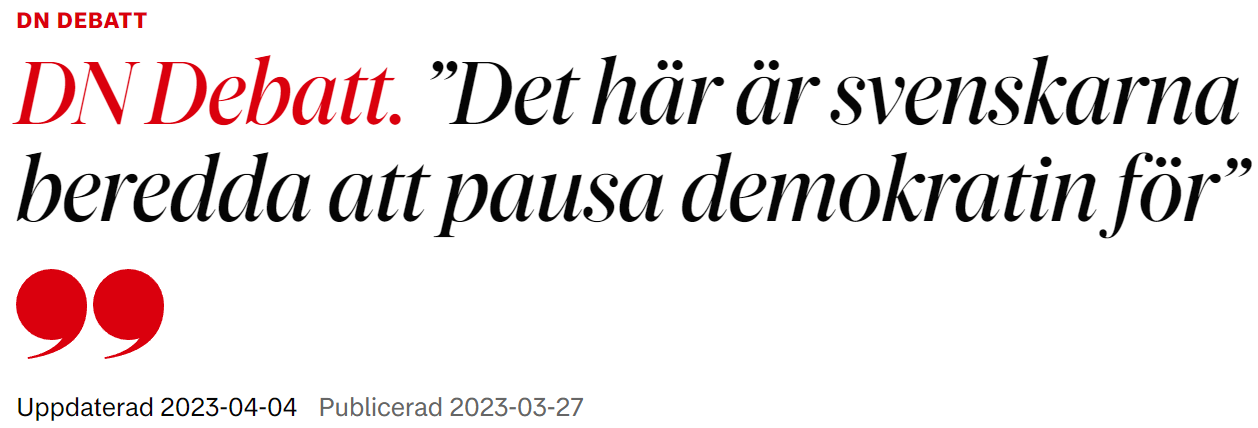 DN DEBATT
DN Debatt. ”Det här är svenskarna
beredda att pausa demokratin för”
Uppdaterad 2023-04-04 Publicerad 2023-03-27